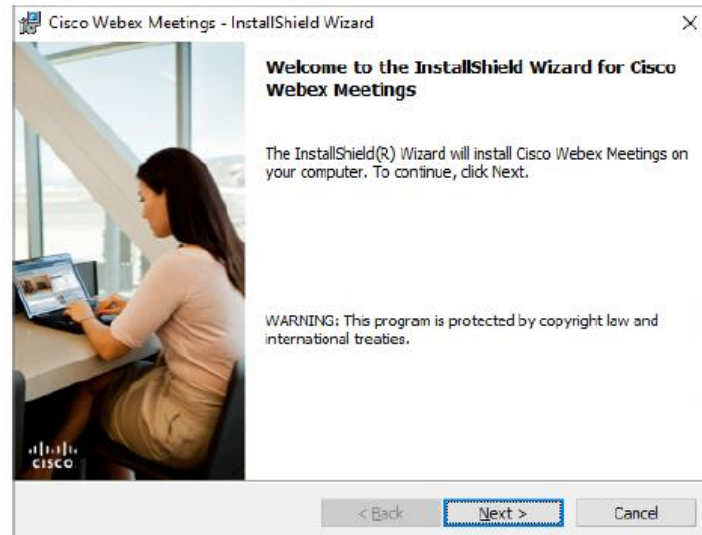 Cisco Webex Meetings - InstallShield Wizard
Welcome to the InstallShield Wizard for Cisco
Webex Meetings
The InstallShield(R) Wizard will install Cisco Webex Meetings on
your computer. To continue, click Next.
WARNING: This program is protected by copyright law and
international treaties.
CISCO
< Back
Next >
Cancel